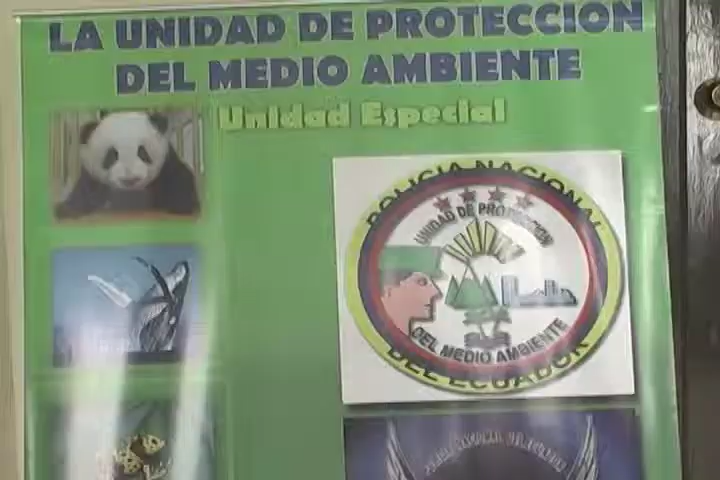 LA UNIDAD DE PROTECCION
DEL MEDIO AMBIENTE
Unidad Especial
POLICIA NACIONAL
UNIDAD DE PROTECCION
DEL MEDIO AMBIENTE
DEL ECUADOR